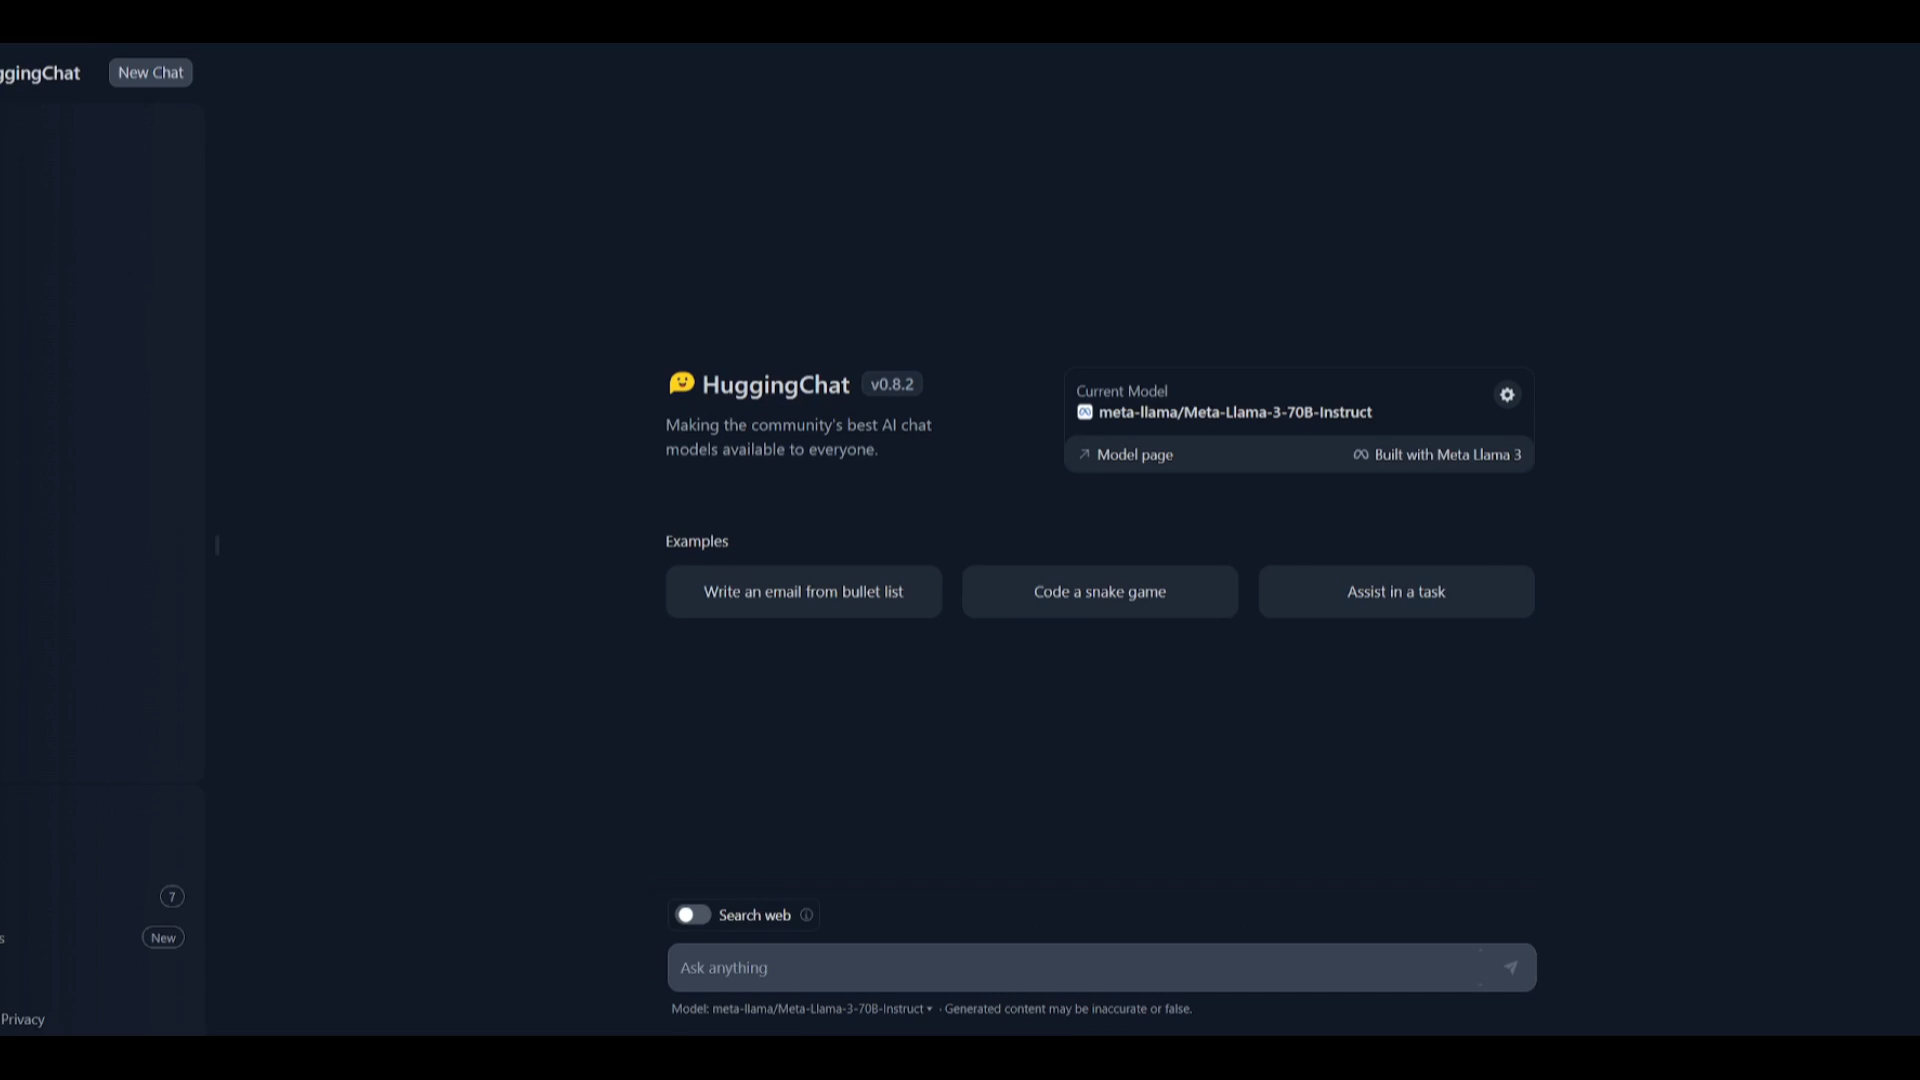 ggingChat
New Chat
HuggingChat v0.8.2
Making the community's best AI chat
models available to everyone.
Current Model
meta-llama/Meta-Llama-3-70B-Instruct
Model page
Built with Meta Llama 3
Examples
Write an email from bullet list
Code a snake game
Assist in a task
7
s
New
Privacy
Search web
Ask anything
Model: meta-llama/Meta-Llama-3-70B-Instruct · Generated content may be inaccurate or false.